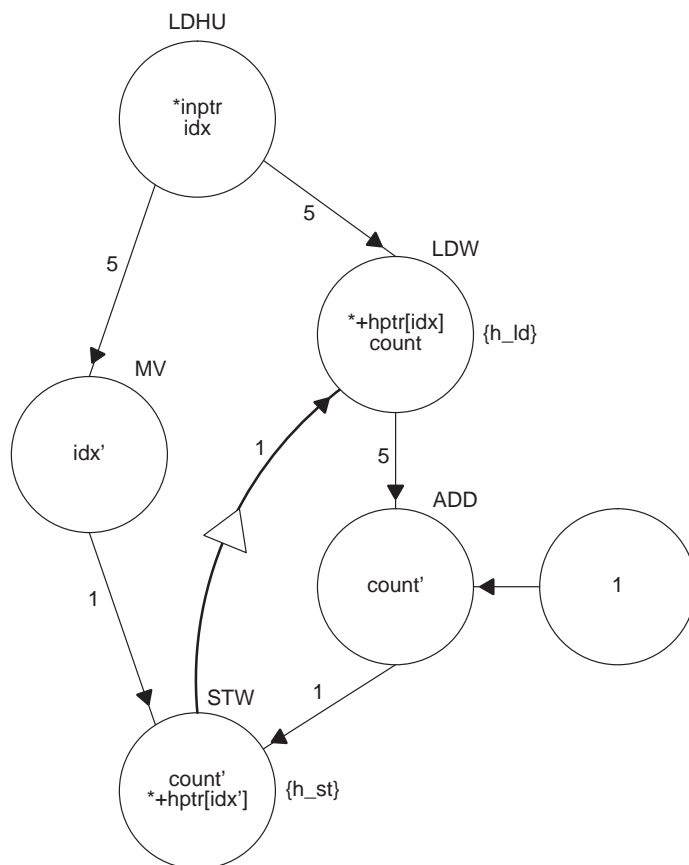 LDHU
*inptr
idx
5
5
LDW
*+hptr[idx]
count
{h_ld}
MV
idx'
1
5
ADD
count'
1
1
1
STW
count'
*+hptr[idx']
{h_st}